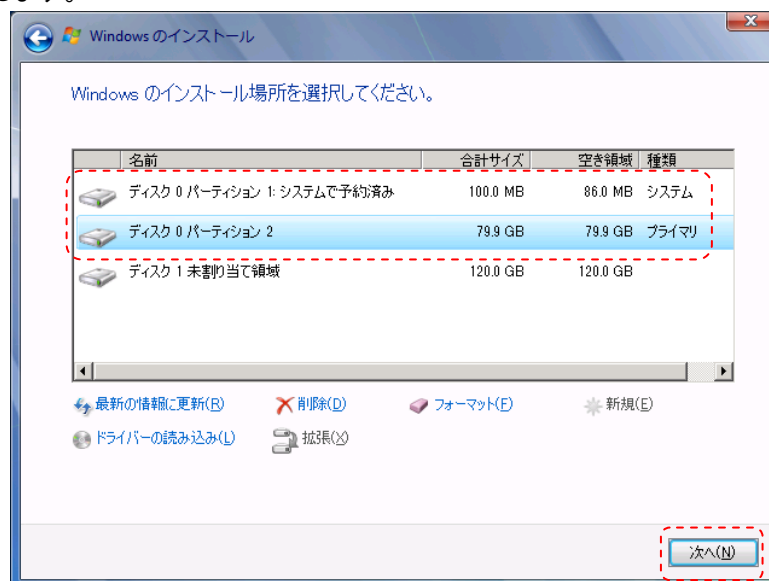 します。
Windows のインストール
Windows のインストール場所を選択してください。
名前 合計サイズ 空き領域 種類
ディスク 0 パーティション 1: システムで予約済み 100.0 MB 86.0 MB システム
ディスク 0 パーティション 2 79.9 GB 79.9 GB プライマリ
ディスク 1 未割り当て領域 120.0 GB 120.0 GB
最新の情報に更新(R) 削除(D) フォーマット(F) 新規(E)
ドライバーの読み込み(L) 拡張(X)
次へ(N)